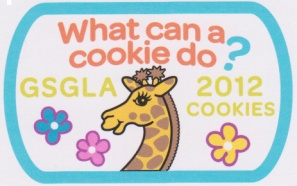 What can a
cookie do?
GSGLA 2012
COOKIES